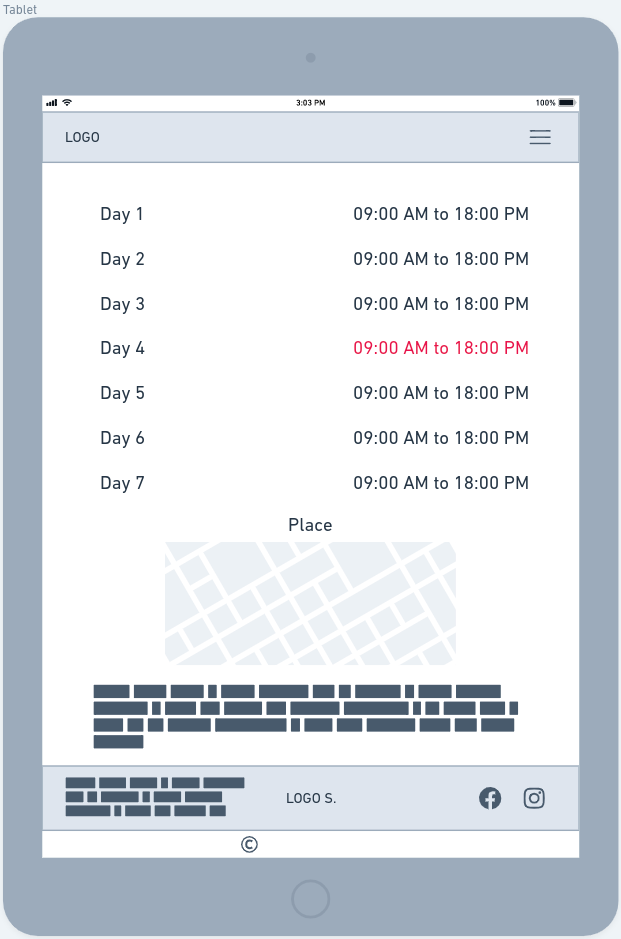 Tablet
3:03 PM 100%
LOGO
Day 1 09:00 AM to 18:00 PM
Day 2 09:00 AM to 18:00 PM
Day 3 09:00 AM to 18:00 PM
Day 4 09:00 AM to 18:00 PM
Day 5 09:00 AM to 18:00 PM
Day 6 09:00 AM to 18:00 PM
Day 7 09:00 AM to 18:00 PM
Place
LOGO S.
©